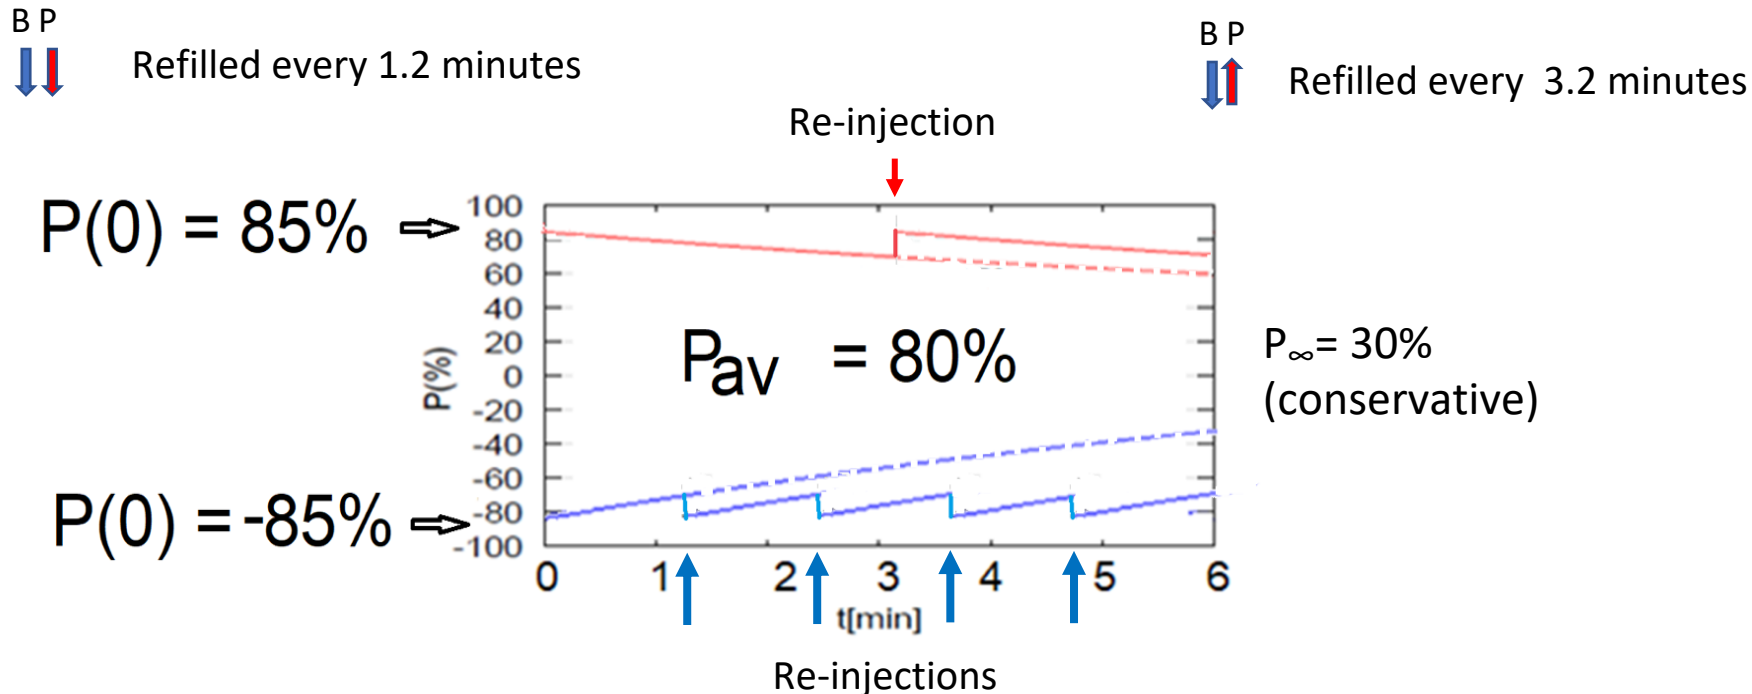 B P
Refilled every 1.2 minutes
B P
Refilled every 3.2 minutes
Re-injection
P(0) = 85%
100
80
60
40
20
0
-20
-40
-60
-80
-100
P(%)
Pav = 80%
P∞= 30%
(conservative)
P(0) = -85%
0 1 2 3 4 5 6
t[min]
Re-injections